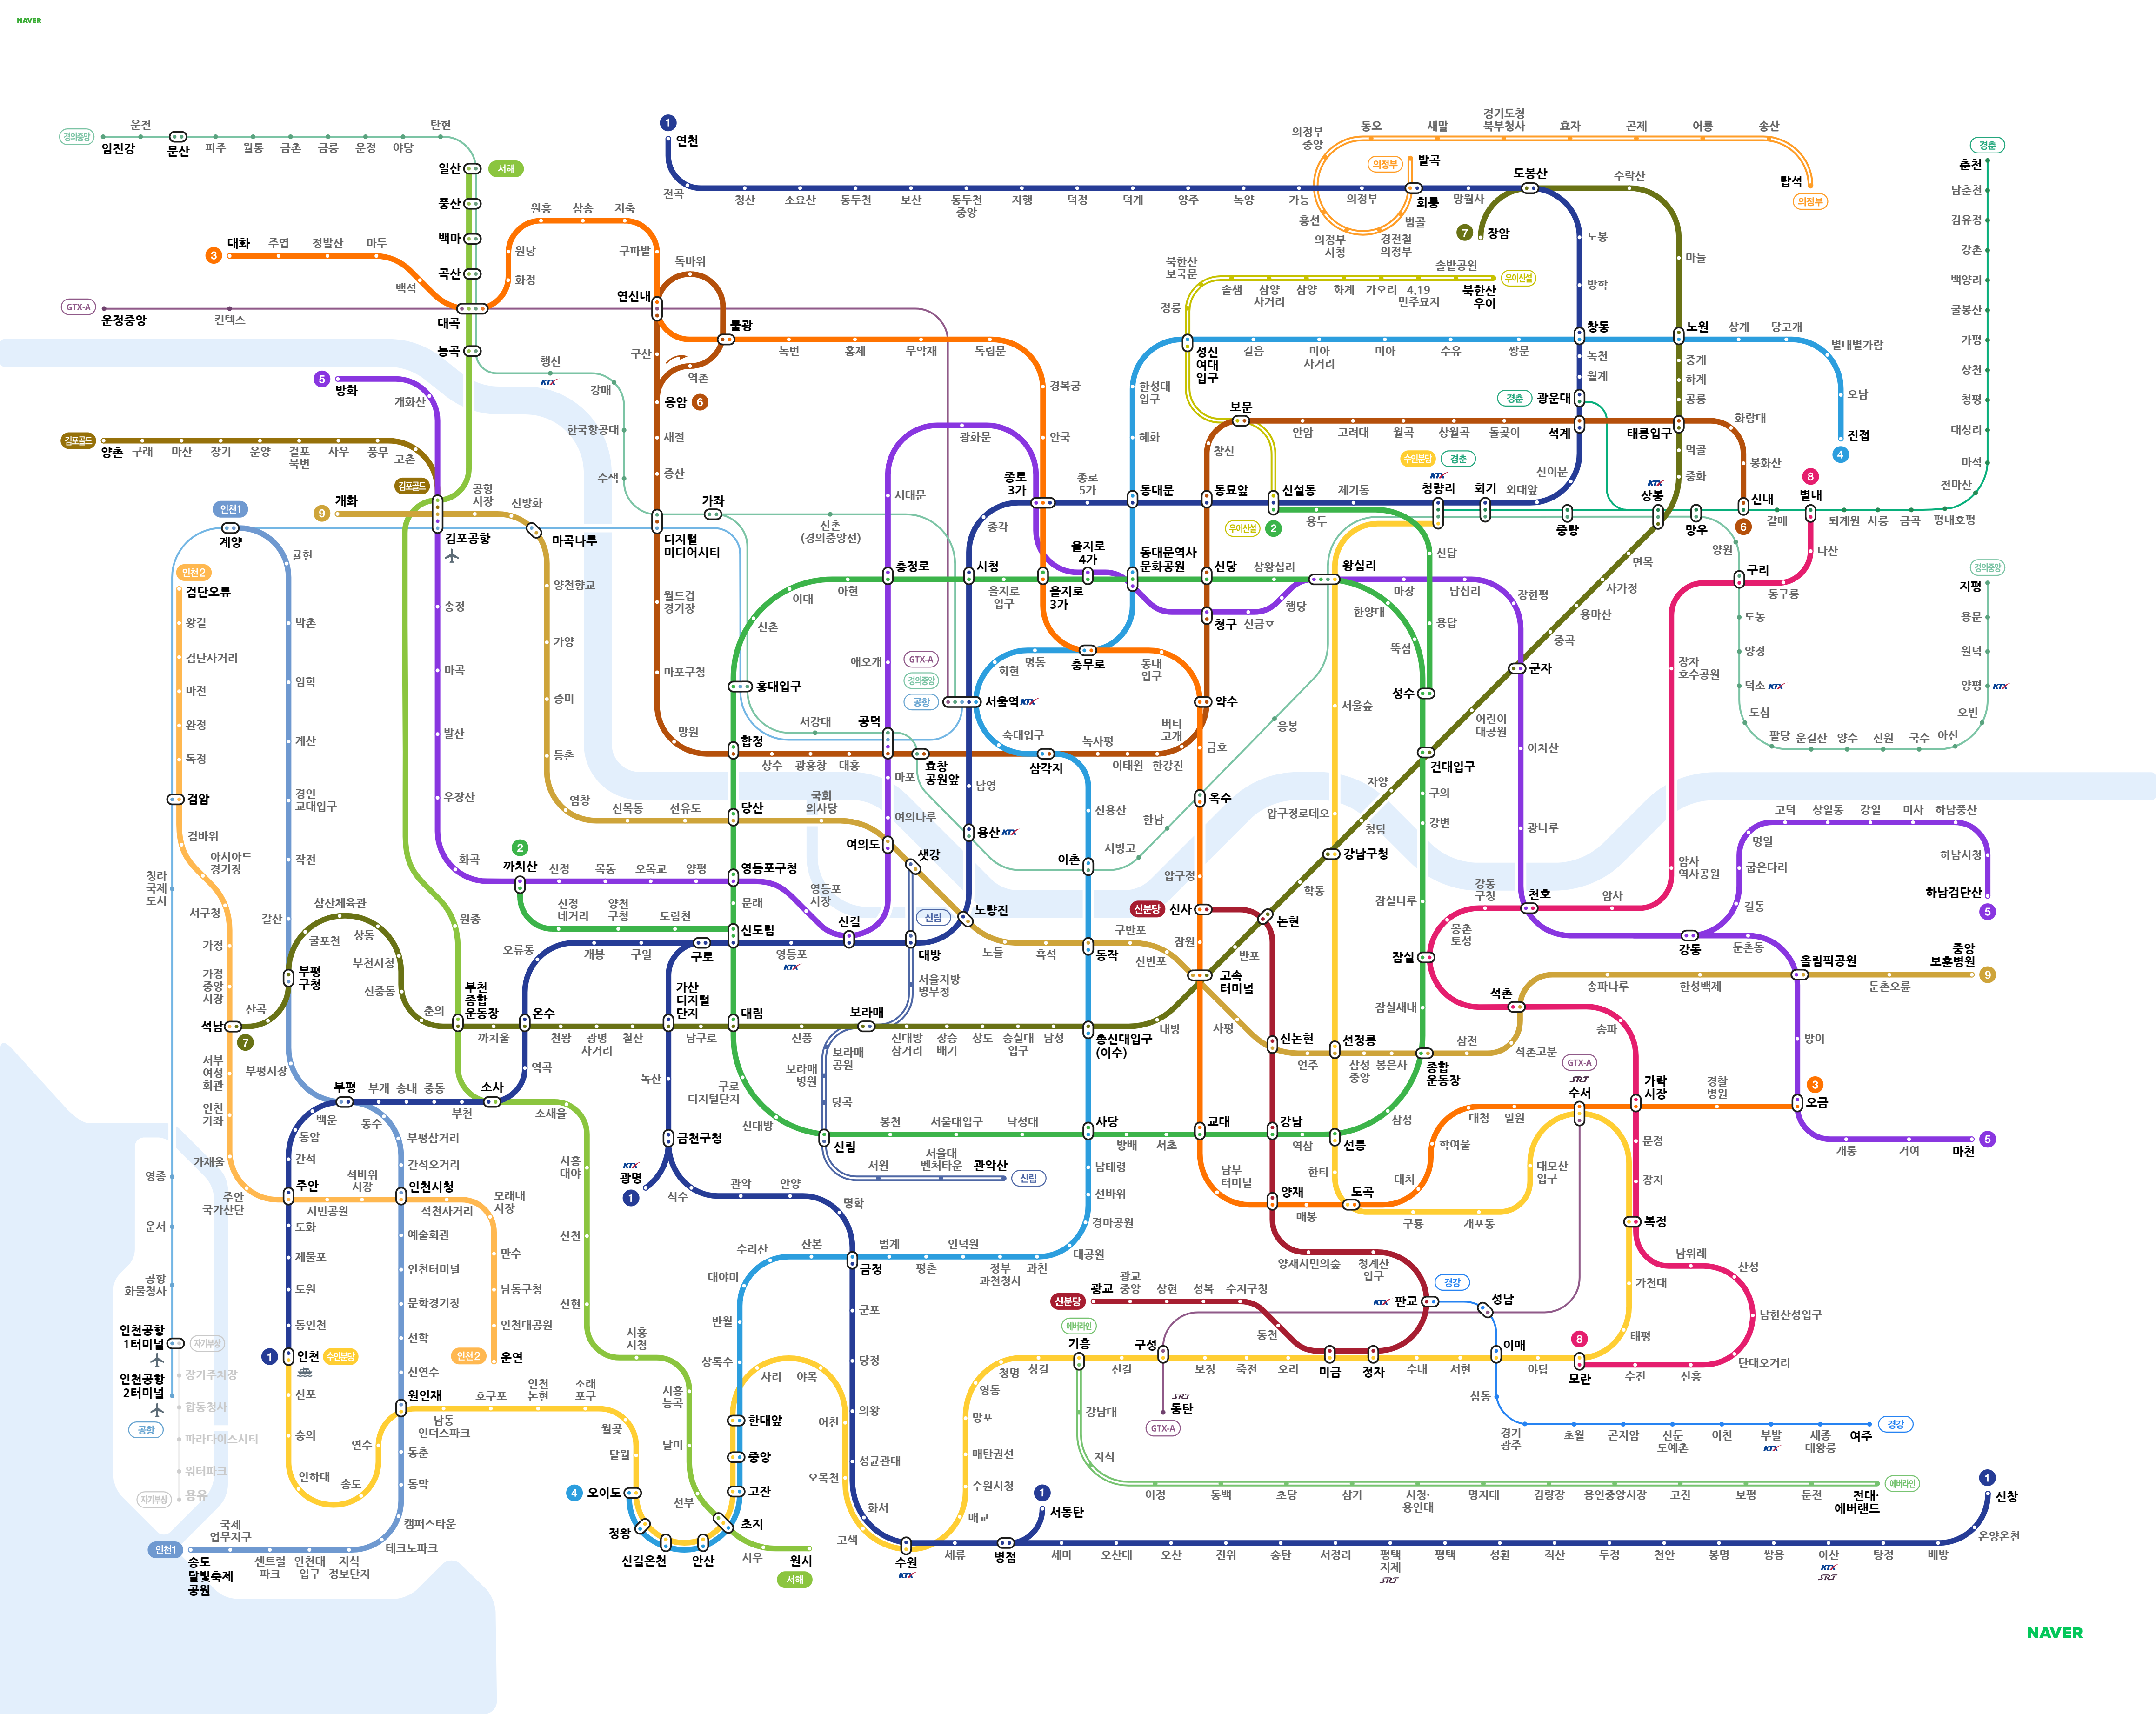 NAVER
경의중앙
임진강
운천
문산
파주
월롱
금촌
금릉
운정
야당
탄현
일산
서해
풍산
백마
곡산
3
대화
주엽
정발산
마두
백석
대곡
GTX-A
운정중앙
킨텍스
능곡
화정
원당
원흥
삼송
지축
구파발
연신내
독바위
불광
구산
역촌
응암
6
녹번
홍제
무악재
독립문
경복궁
안국
1
연천
전곡
청산
소요산
동두천
보산
동두천
중앙
지행
덕정
덕계
양주
녹양
가능
의정부
회룡
망월사
도봉산
의정부
중앙
동오
새말
경기도청
북부청사
효자
곤제
어룡
송산
탑석
의정부
의정부
발곡
범골
경전철
의정부
의정부
시청
흥선
7
장암
수락산
마들
도봉
방학
창동
노원
상계
당고개
별내별가람
오남
진접
4
녹천
월계
중계
하계
공릉
경춘
광운대
석계
태릉입구
화랑대
봉화산
신내
6
먹골
중화
신이문
외대앞
경춘
춘천
남춘천
김유정
강촌
백양리
굴봉산
가평
상천
청평
대성리
마석
천마산
평내호평
금곡
사릉
퇴계원
갈매
8
별내
다산
북한산
보국문
정릉
솔샘
삼양
사거리
삼양
화계
가오리
4.19
민주묘지
솔밭공원
북한산
우이
우이신설
성신
여대
입구
길음
미아
사거리
미아
수유
쌍문
한성대
입구
혜화
보문
안암
고려대
월곡
상월곡
돌곶이
창신
5
방화
개화산
행신
KTX
강매
한국항공대
수색
새절
증산
김포골드
양촌
구래
마산
장기
운양
걸포
북변
사우
풍무
고촌
김포골드
9
개화
공항
시장
신방화
마곡나루
김포공항
인천1
계양
귤현
인천2
검단오류
왕길
검단사거리
마전
완정
독정
검암
검바위
아시아드
경기장
서구청
가정
가정
중앙
시장
석남
7
서부
여성
회관
인천
가좌
가재울
주안
국가산단
박촌
임학
계산
경인
교대입구
작전
갈산
부평
구청
산곡
굴포천
삼산체육관
상동
부천시청
신중동
춘의
부천
종합
운동장
부평시장
부평
부개
송내
중동
부천
소사
소새울
역곡
온수
오류동
개봉
구일
구로
까치울
천왕
광명
사거리
철산
가산
디지털
단지
남구로
대림
송정
마곡
발산
우장산
화곡
원종
양천향교
가양
증미
등촌
염창
신목동
선유도
당산
국회
의사당
여의도
2
까치산
신정
목동
오목교
양평
영등포구청
신정
네거리
양천
구청
도림천
신도림
문래
영등포
시장
영등포
KTX
신길
대방
신림
샛강
노량진
서울지방
병무청
보라매
보라매
공원
보라매
병원
당곡
신림
서원
서울대
벤처타운
관악산
신림
신풍
신대방
삼거리
장승
배기
상도
숭실대
입구
남성
총신대입구
(이수)
내방
디지털
미디어시티
가좌
신촌
(경의중앙선)
월드컵
경기장
마포구청
망원
합정
상수
광흥창
대흥
홍대입구
서강대
공덕
효창
공원앞
신촌
이대
아현
충정로
시청
을지로
입구
을지로
3가
을지로
4가
동대문역사
문화공원
신당
상왕십리
왕십리
서대문
광화문
종로
3가
종로
5가
종각
동대문
동묘앞
신설동
우이신설
2
용두
제기동
수인분당
경춘
KTX
청량리
회기
중랑
KTX
상봉
망우
신답
용답
양원
구리
동구릉
도농
양정
덕소
KTX
도심
팔당
운길산
양수
신원
국수
아신
오빈
양평
KTX
원덕
용문
지평
경의중앙
애오개
GTX-A
경의중앙
공항
서울역
KTX
회현
명동
충무로
동대
입구
숙대입구
삼각지
녹사평
이태원
한강진
버티
고개
약수
청구
신금호
행당
마장
답십리
장한평
한양대
뚝섬
성수
면목
사가정
용마산
중곡
군자
어린이
대공원
건대입구
자양
청담
강남구청
학동
논현
반포
고속
터미널
아차산
광나루
천호
강동
구청
몽촌
토성
잠실
암사
암사
역사공원
장자
호수공원
강동
둔촌동
길동
굽은다리
명일
고덕
상일동
강일
미사
하남풍산
하남시청
하남검단산
5
마포
여의나루
남영
용산
KTX
신용산
이촌
서빙고
한남
응봉
금호
옥수
압구정
신분당
신사
잠원
서울숲
압구정로데오
구의
강변
잠실나루
잠실새내
종합
운동장
노들
흑석
동작
구반포
신반포
사평
신논현
언주
선정릉
삼성
중앙
봉은사
삼전
석촌고분
석촌
송파나루
한성백제
올림픽공원
둔촌오륜
중앙
보훈병원
9
방이
3
오금
개롱
거여
마천
5
송파
가락
시장
경찰
병원
문정
장지
복정
남위례
산성
남한산성입구
단대오거리
신흥
수진
8
모란
태평
가천대
GTX-A
SRT
수서
일원
대청
학여울
대치
도곡
대모산
입구
개포동
구룡
한티
선릉
삼성
역삼
강남
교대
서초
방배
사당
낙성대
서울대입구
봉천
신대방
구로
디지털단지
남부
터미널
양재
매봉
양재시민의숲
청계산
입구
KTX
판교
경강
성남
이매
삼동
경기
광주
초월
곤지암
신둔
도예촌
이천
부발
KTX
세종
대왕릉
여주
경강
남태령
선바위
경마공원
대공원
과천
정부
과천청사
인덕원
평촌
범계
금정
산본
수리산
대야미
반월
상록수
한대앞
중앙
고잔
초지
안산
신길온천
정왕
4
오이도
독산
금천구청
KTX
광명
1
석수
관악
안양
명학
군포
당정
의왕
성균관대
화서
수원
KTX
세류
병점
1
서동탄
세마
오산대
오산
진위
송탄
서정리
평택
지제
SRT
평택
성환
직산
두정
천안
봉명
쌍용
아산
KTX
SRT
탕정
배방
온양온천
신창
1
신분당
광교
광교
중앙
상현
성복
수지구청
동천
미금
정자
수내
서현
야탑
오리
죽전
보정
구성
SRT
동탄
GTX-A
신갈
에버라인
기흥
상갈
청명
영통
망포
매탄권선
수원시청
매교
고색
오목천
어천
야목
사리
강남대
지석
어정
동백
초당
삼가
시청·
용인대
명지대
김량장
용인중앙시장
고진
보평
둔전
전대·
에버랜드
에버라인
시흥
대야
신천
신현
시흥
시청
시흥
능곡
달미
선부
시우
원시
서해
백운
동암
간석
주안
도화
제물포
도원
동인천
1
인천
수인분당
신포
숭의
인하대
송도
연수
원인재
남동
인더스파크
호구포
인천
논현
소래
포구
월곶
달월
동수
부평삼거리
간석오거리
인천시청
석바위
시장
시민공원
석천사거리
모래내
시장
만수
남동구청
인천대공원
인천2
운연
예술회관
인천터미널
문학경기장
선학
신연수
동춘
동막
캠퍼스타운
테크노파크
지식
정보단지
인천대
입구
센트럴
파크
국제
업무지구
인천1
송도
달빛축제
공원
청라
국제
도시
영종
운서
공항
화물청사
인천공항
1터미널
인천공항
2터미널
공항
자기부상
장기주차장
합동청사
파라다이스시티
워터파크
용유
자기부상
NAVER